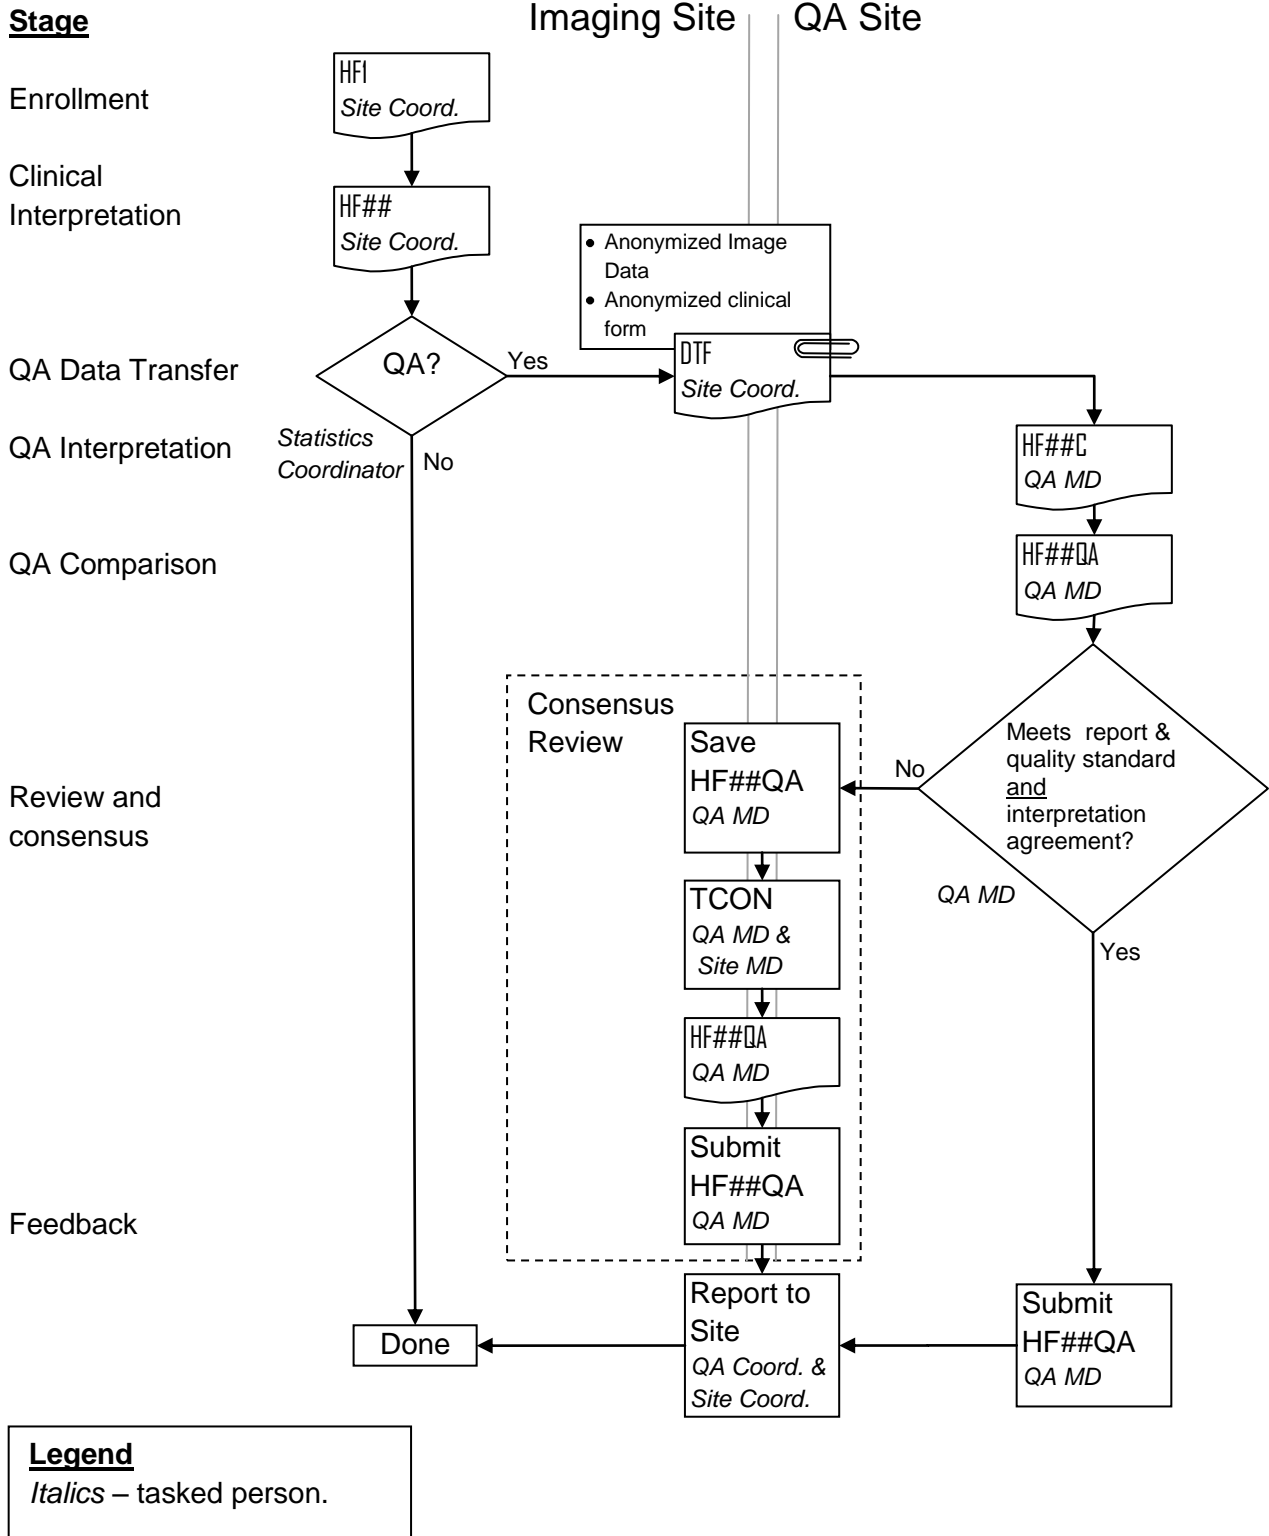 Stage
Imaging Site
QA Site
Enrollment
HF1
Site Coord.
Clinical
Interpretation
HF##
Site Coord.
• Anonymized Image
Data
• Anonymized clinical
form
QA Data Transfer
QA?
Yes
DTF
Site Coord.
QA Interpretation
Statistics
Coordinator
No
HF##C
QA MD
QA Comparison
HF##QA
QA MD
Consensus
Review
Save
HF##QA
QA MD
No
Meets report &
quality standard
and
interpretation
agreement?
QA MD
Yes
Review and
consensus
TCON
QA MD &
Site MD
HF##QA
QA MD
Submit
HF##QA
QA MD
Feedback
Report to
Site
QA Coord. &
Site Coord.
Submit
HF##QA
QA MD
Done
Legend
Italics – tasked person.